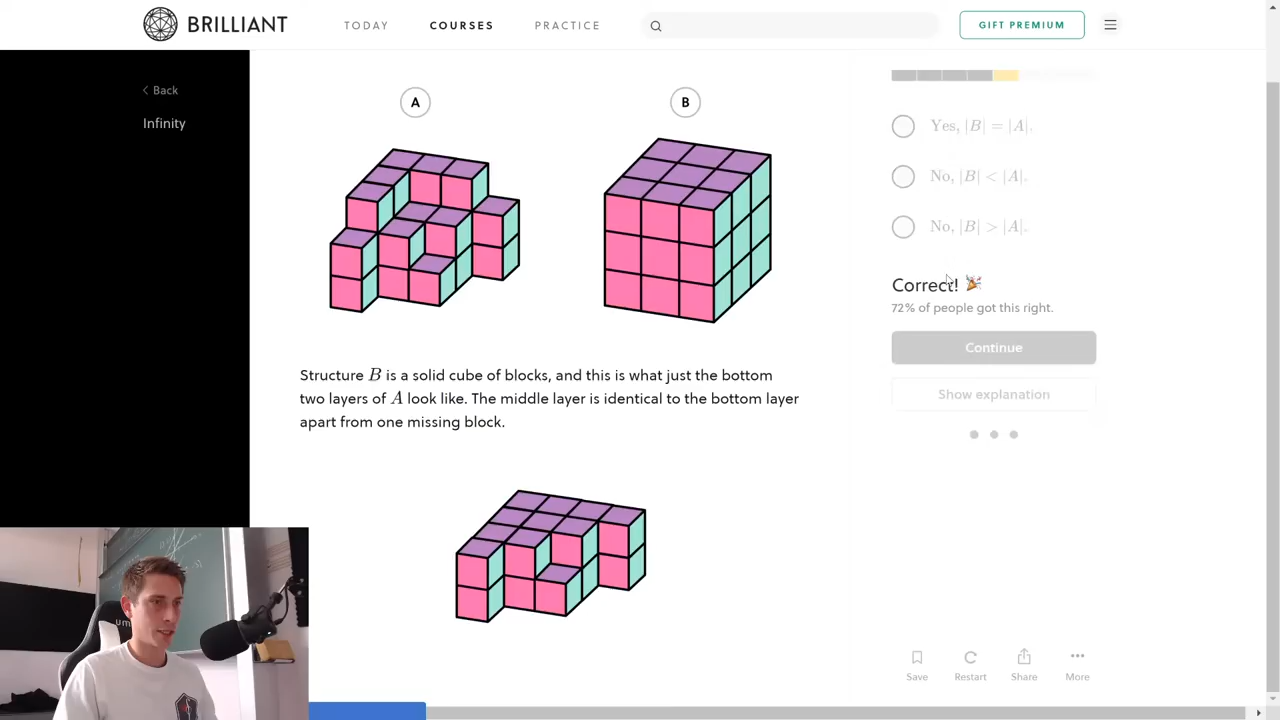 BRILLIANT
TODAY
COURSES
PRACTICE
GIFT PREMIUM
Back
Infinity
A
B
Yes, |B| = |A|.
No, |B| < |A|.
No, |B| > |A|.
Correct!
72% of people got this right.
Continue
Show explanation
Structure B is a solid cube of blocks, and this is what just the bottom
two layers of A look like. The middle layer is identical to the bottom layer
apart from one missing block.
Save
Restart
Share
More
um